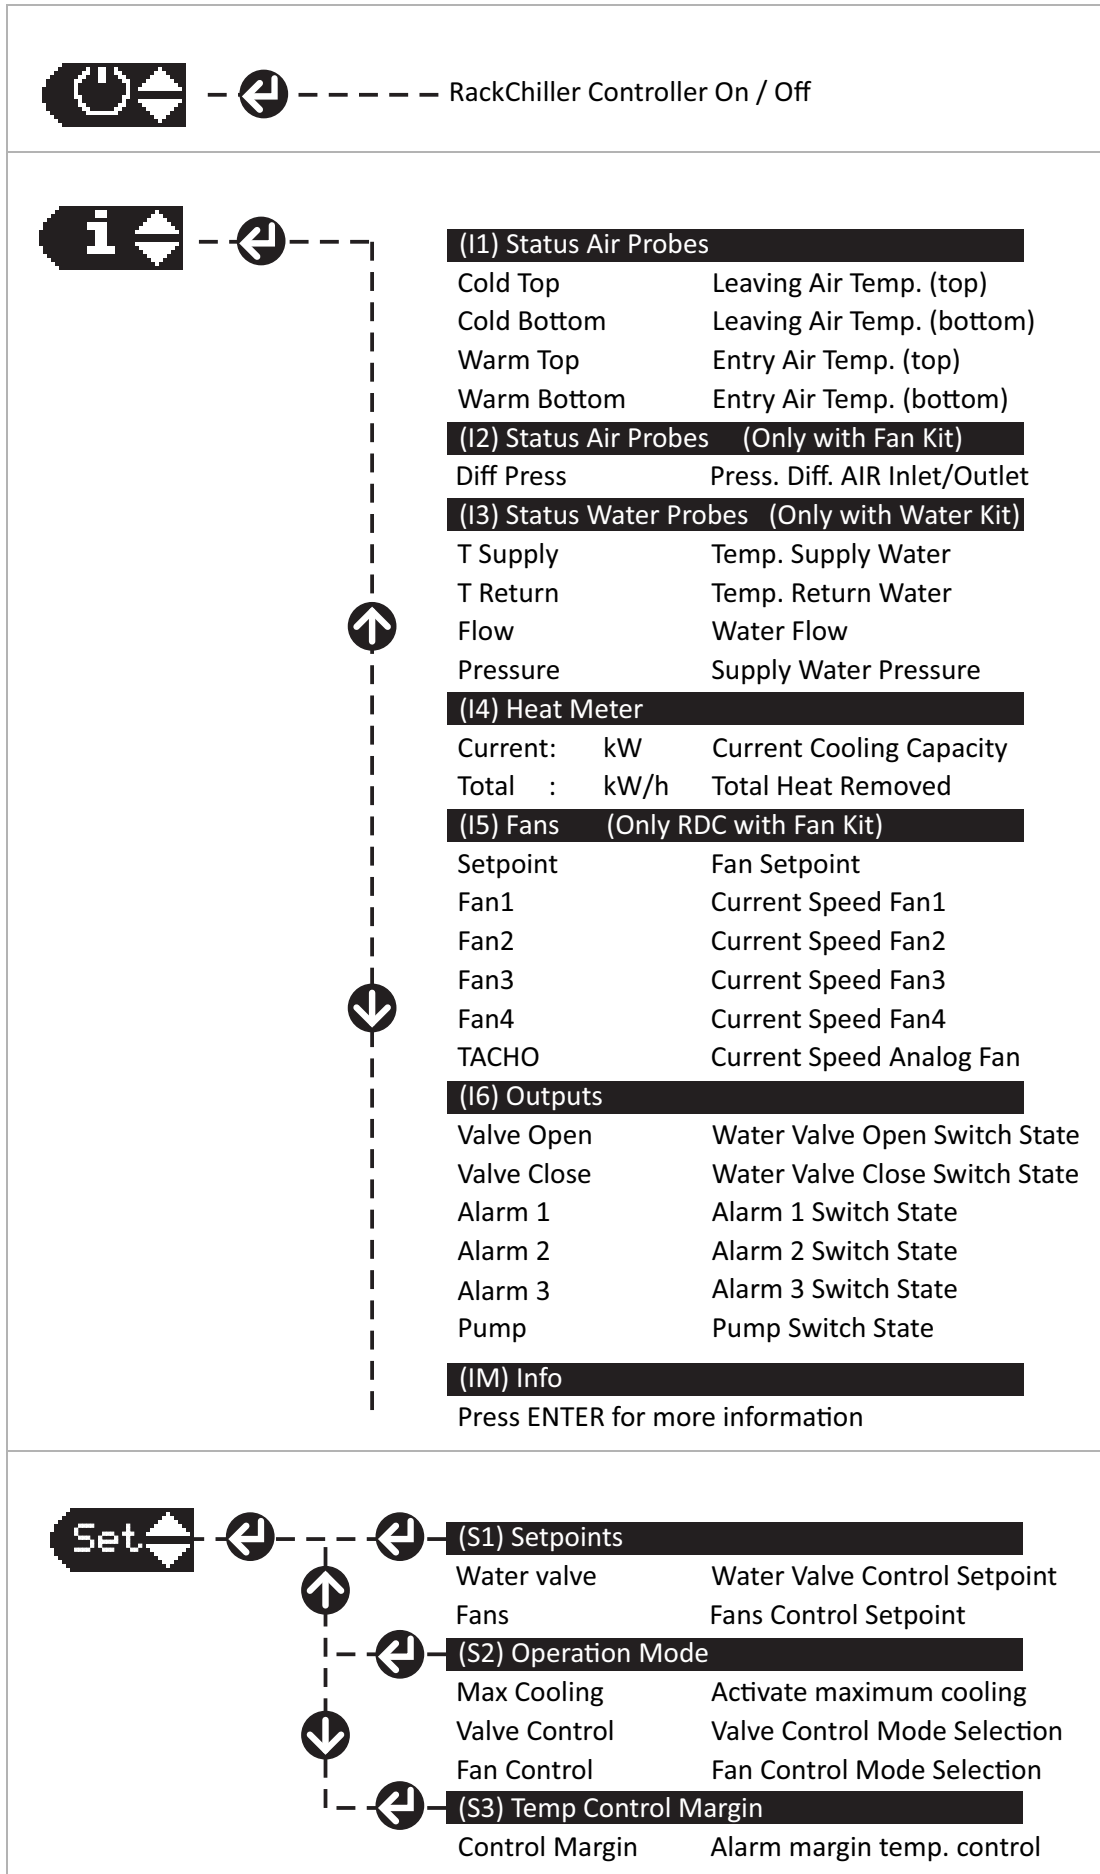 RackChiller Controller On / Off
i
(I1) Status Air Probes
Cold Top Leaving Air Temp. (top)
Cold Bottom Leaving Air Temp. (bottom)
Warm Top Entry Air Temp. (top)
Warm Bottom Entry Air Temp. (bottom)
(I2) Status Air Probes (Only with Fan Kit)
Diff Press Press. Diff. AIR Inlet/Outlet
(I3) Status Water Probes (Only with Water Kit)
T Supply Temp. Supply Water
T Return Temp. Return Water
Flow Water Flow
Pressure Supply Water Pressure
(I4) Heat Meter
Current: kW Current Cooling Capacity
Total : kW/h Total Heat Removed
(I5) Fans (Only RDC with Fan Kit)
Setpoint Fan Setpoint
Fan1 Current Speed Fan1
Fan2 Current Speed Fan2
Fan3 Current Speed Fan3
Fan4 Current Speed Fan4
TACHO Current Speed Analog Fan
(I6) Outputs
Valve Open Water Valve Open Switch State
Valve Close Water Valve Close Switch State
Alarm 1 Alarm 1 Switch State
Alarm 2 Alarm 2 Switch State
Alarm 3 Alarm 3 Switch State
Pump Pump Switch State
(IM) Info
Press ENTER for more information
Set (S1) Setpoints
Water valve Water Valve Control Setpoint
Fans Fans Control Setpoint
(S2) Operation Mode
Max Cooling Activate maximum cooling
Valve Control Valve Control Mode Selection
Fan Control Fan Control Mode Selection
(S3) Temp Control Margin
Control Margin Alarm margin temp. control